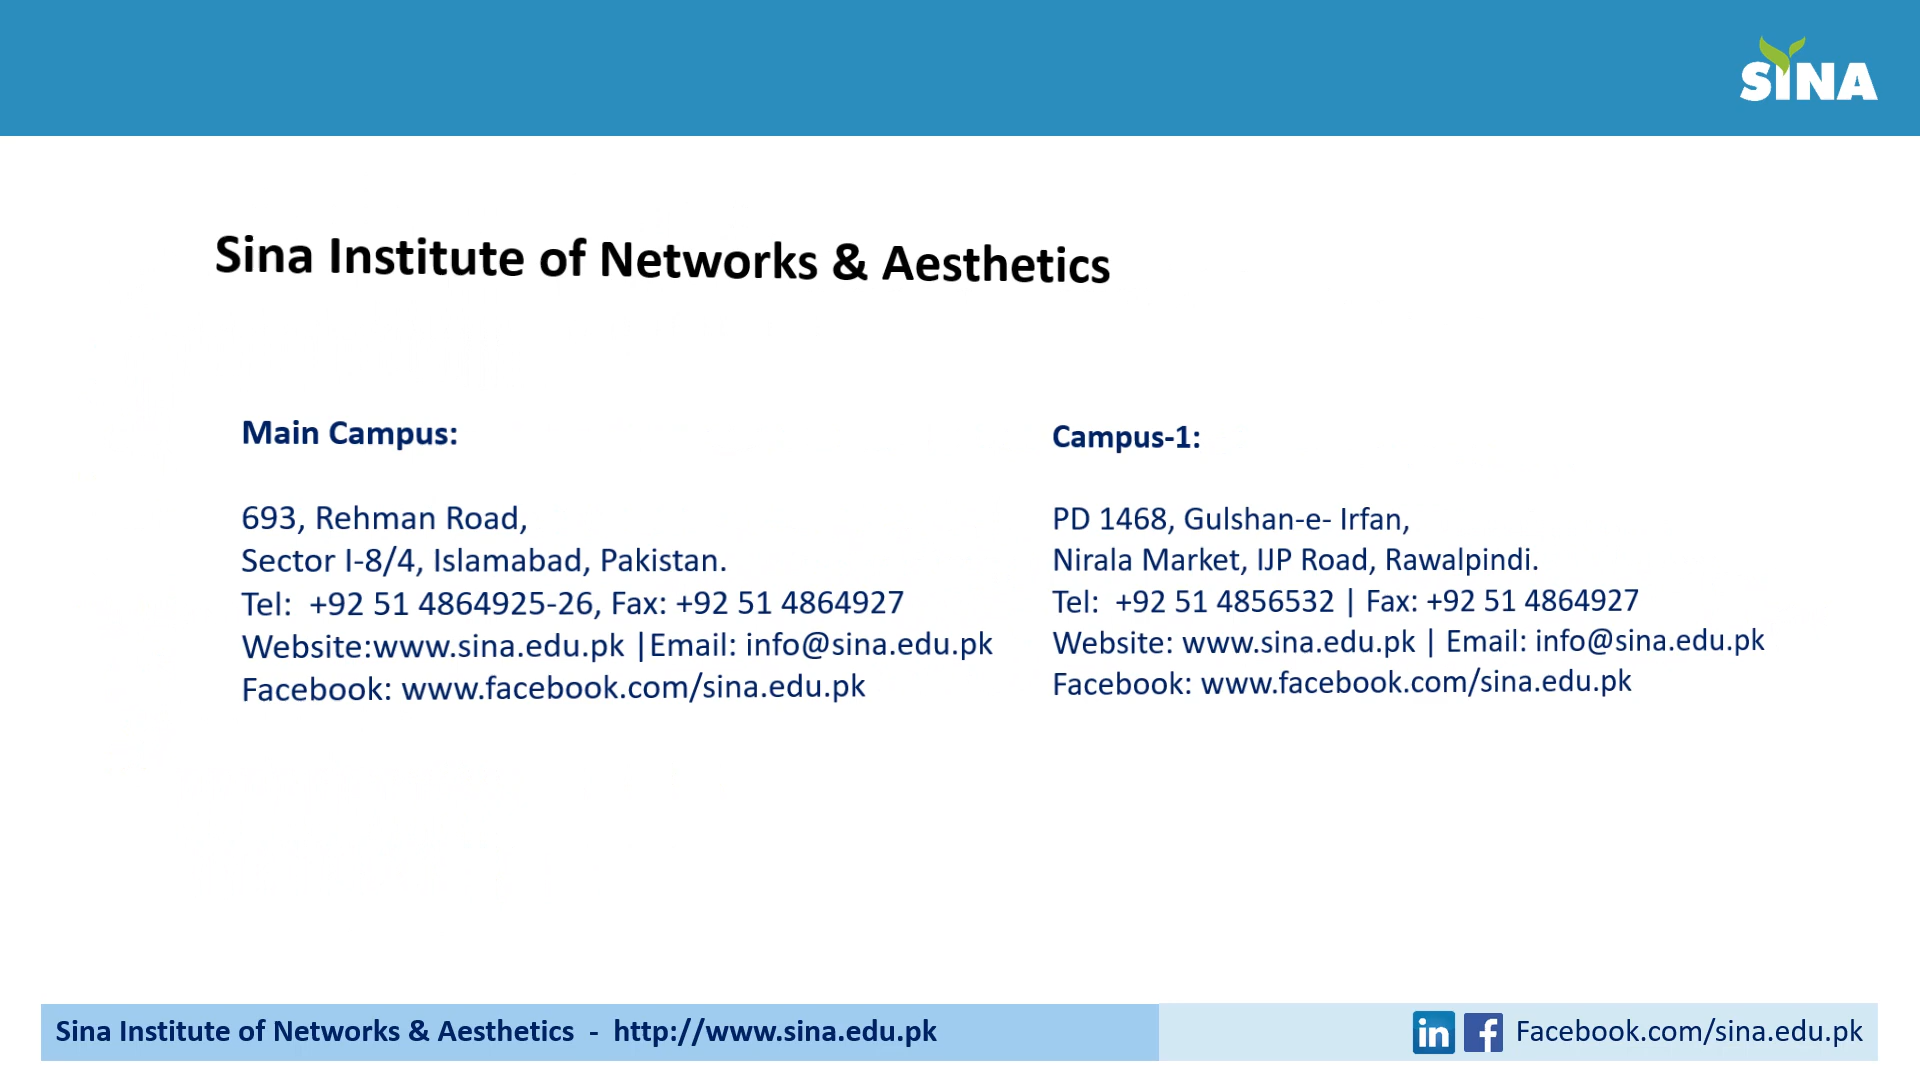 SINA
Sina Institute of Networks & Aesthetics
Main Campus:
693, Rehman Road,
Sector I-8/4, Islamabad, Pakistan.
Tel:  +92 51 4864925-26, Fax: +92 51 4864927
Website:www.sina.edu.pk |Email: info@sina.edu.pk
Facebook: www.facebook.com/sina.edu.pk
Campus-1:
PD 1468, Gulshan-e- Irfan,
Nirala Market, IJP Road, Rawalpindi.
Tel:  +92 51 4856532 | Fax: +92 51 4864927
Website: www.sina.edu.pk | Email: info@sina.edu.pk
Facebook: www.facebook.com/sina.edu.pk
Sina Institute of Networks & Aesthetics  -  http://www.sina.edu.pk
in f Facebook.com/sina.edu.pk